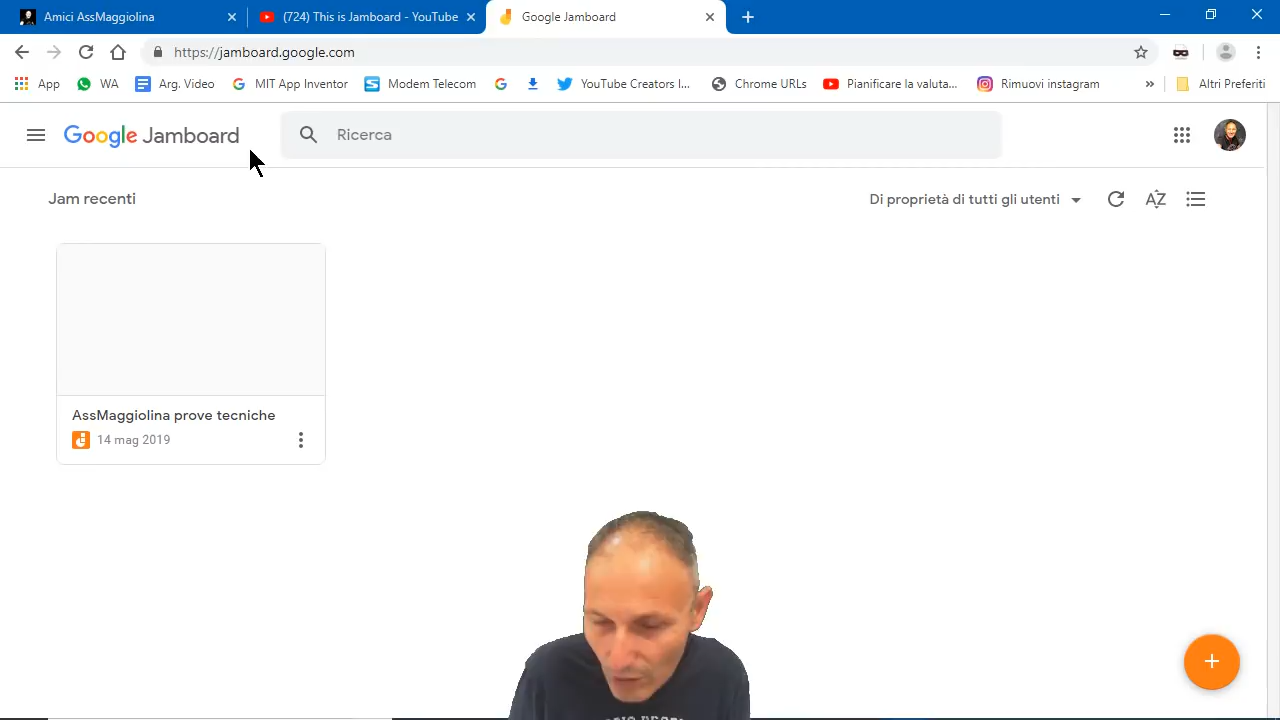 Amici AssMaggiolina
(724) This is Jamboard - YouTube
Google Jamboard
https://jamboard.google.com
App
WA
Arg. Video
MIT App Inventor
Modem Telecom
YouTube Creators I...
Chrome URLs
Pianificare la valuta...
Rimuovi instagram
»
Altri Preferiti
Google Jamboard
Ricerca
Jam recenti
Di proprietà di tutti gli utenti
AZ
AssMaggiolina prove tecniche
14 mag 2019